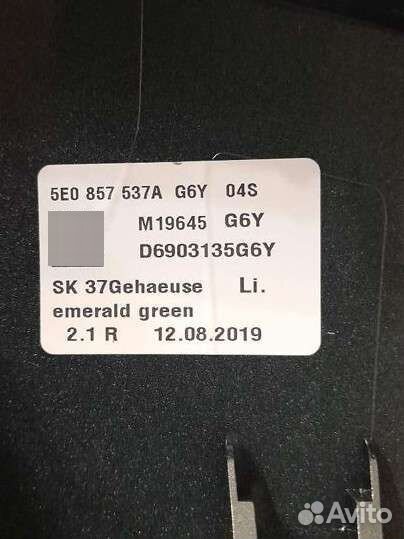 5E0 857 537A G6Y 04S
M19645 G6Y
D6903135G6Y
SK 37Gehaeuse Li.
emerald green
2.1 R 12.08.2019
Avito